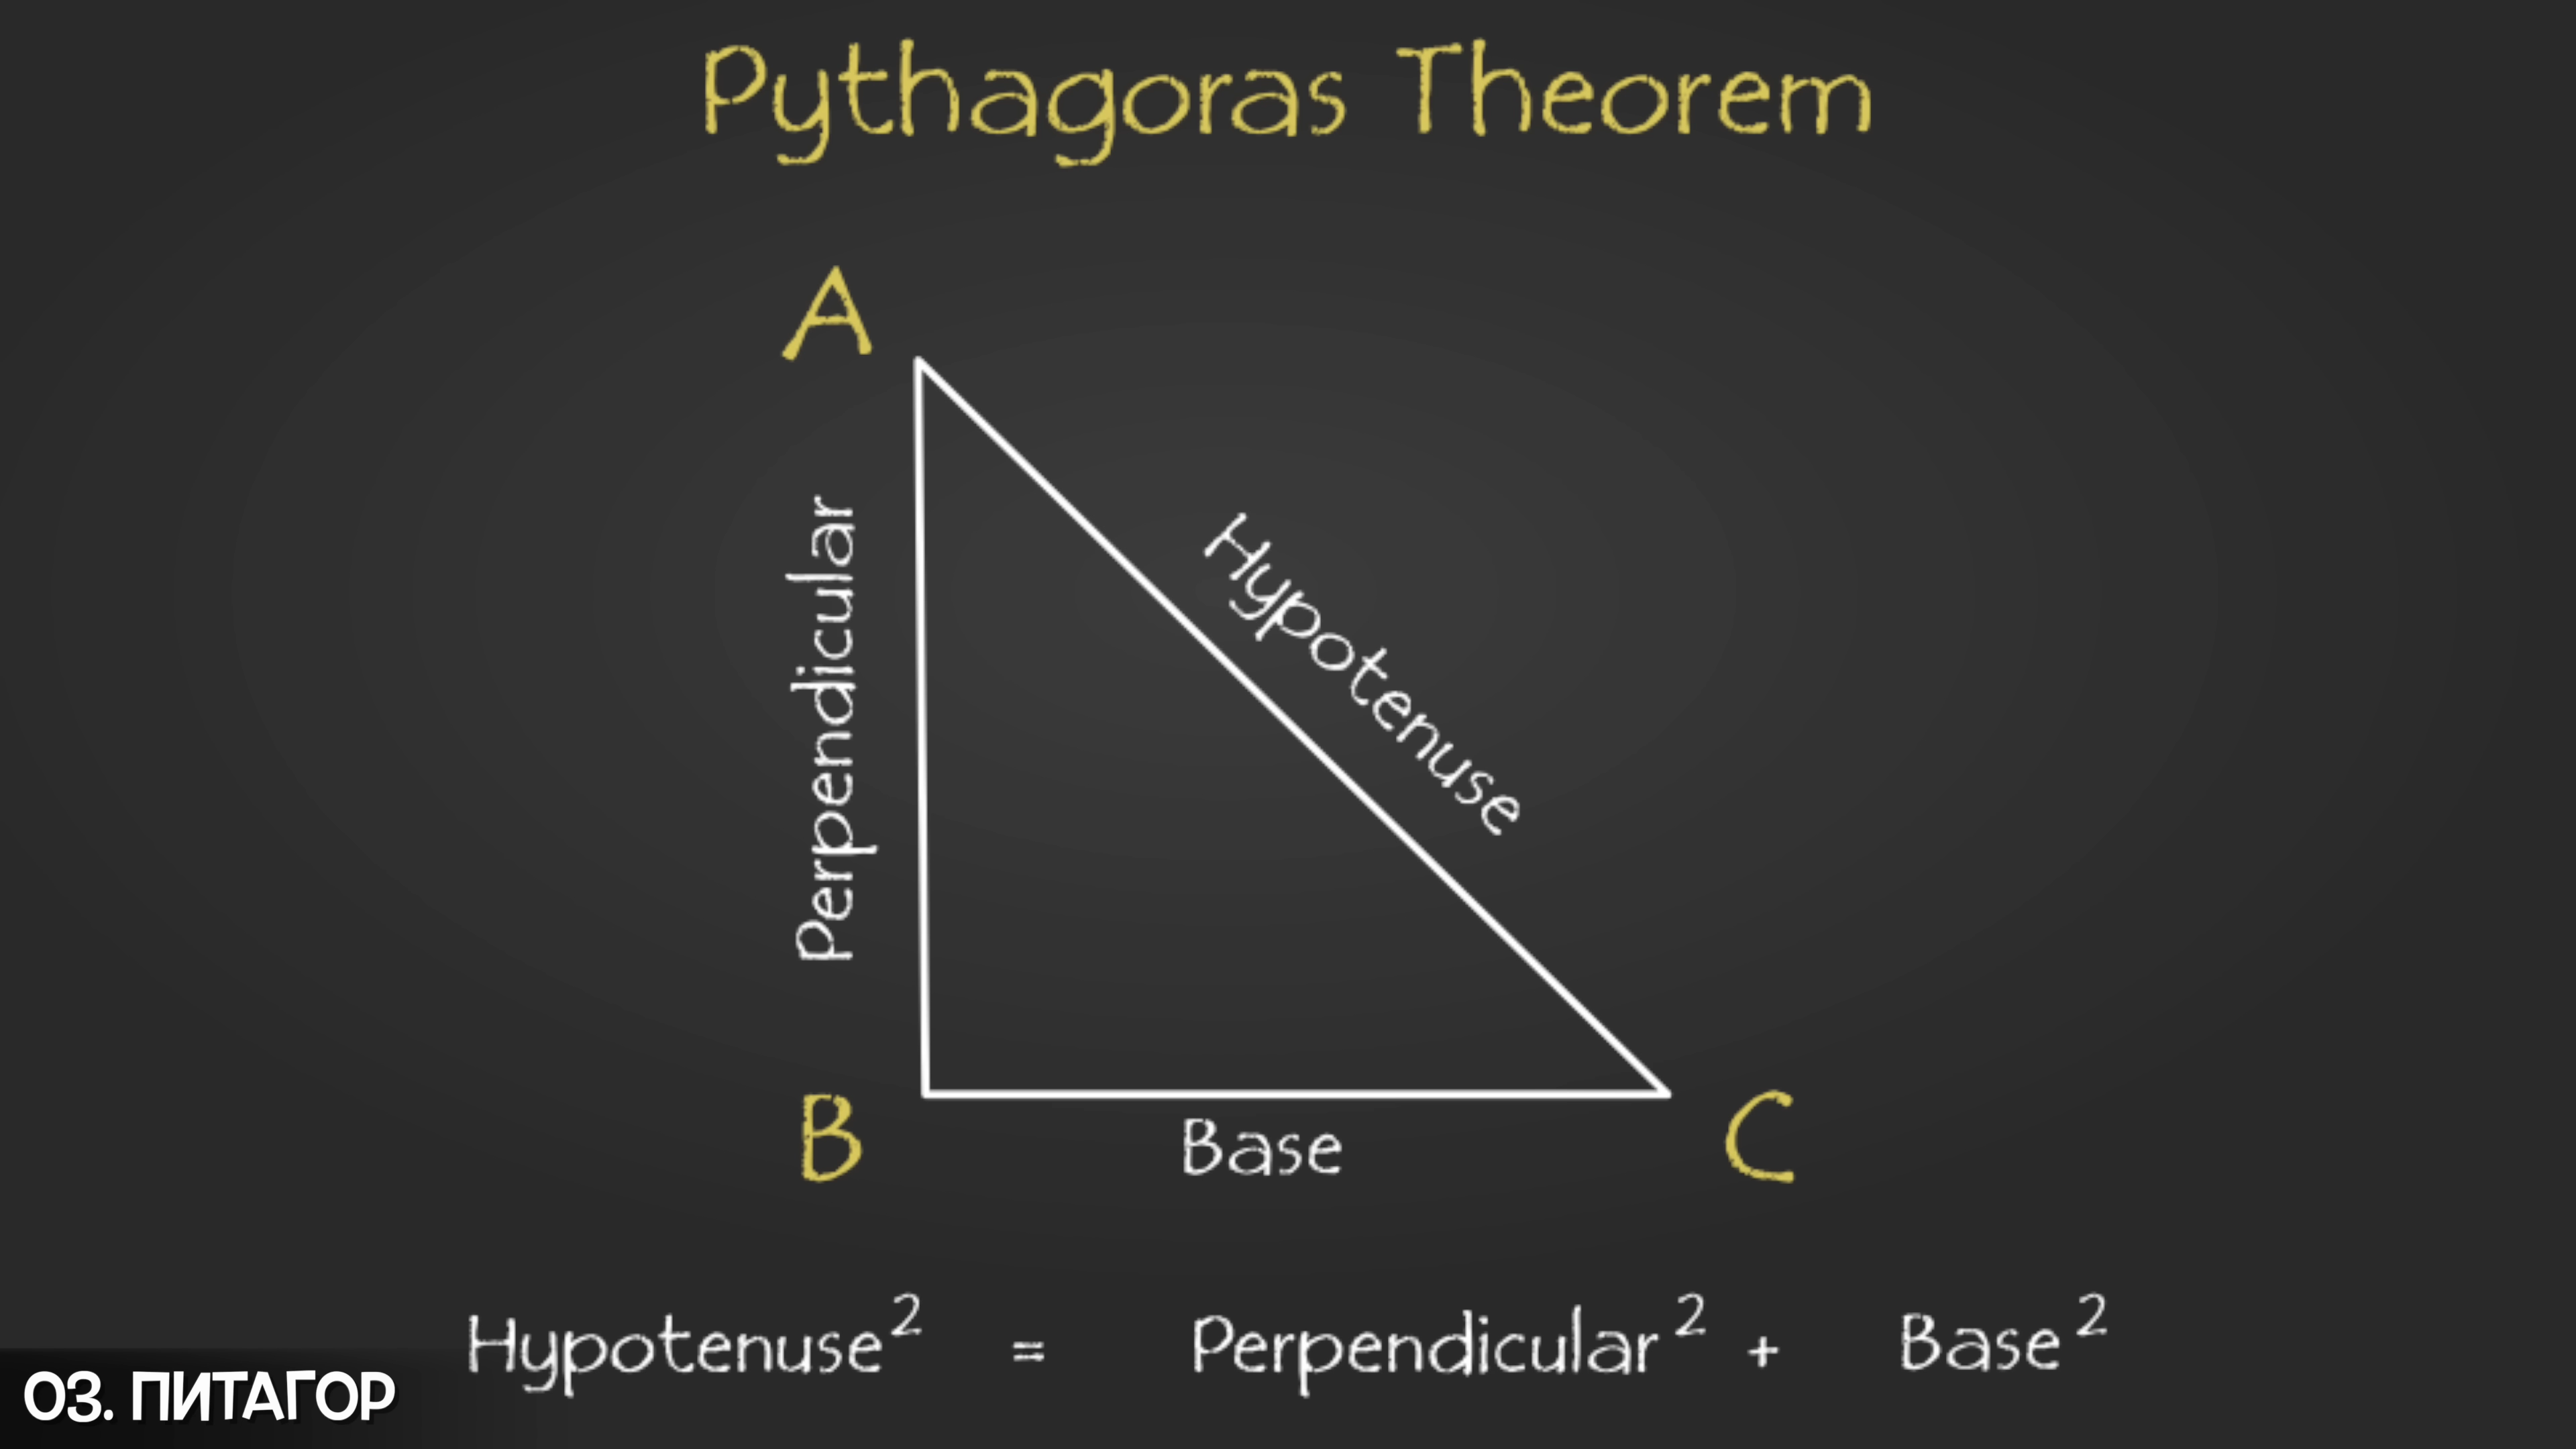 Pythagoras Theorem
A
Perpendicular
Hypotenuse
B
Base
C
Hypotenuse² = Perpendicular² + Base²
03. ПИТАГОР